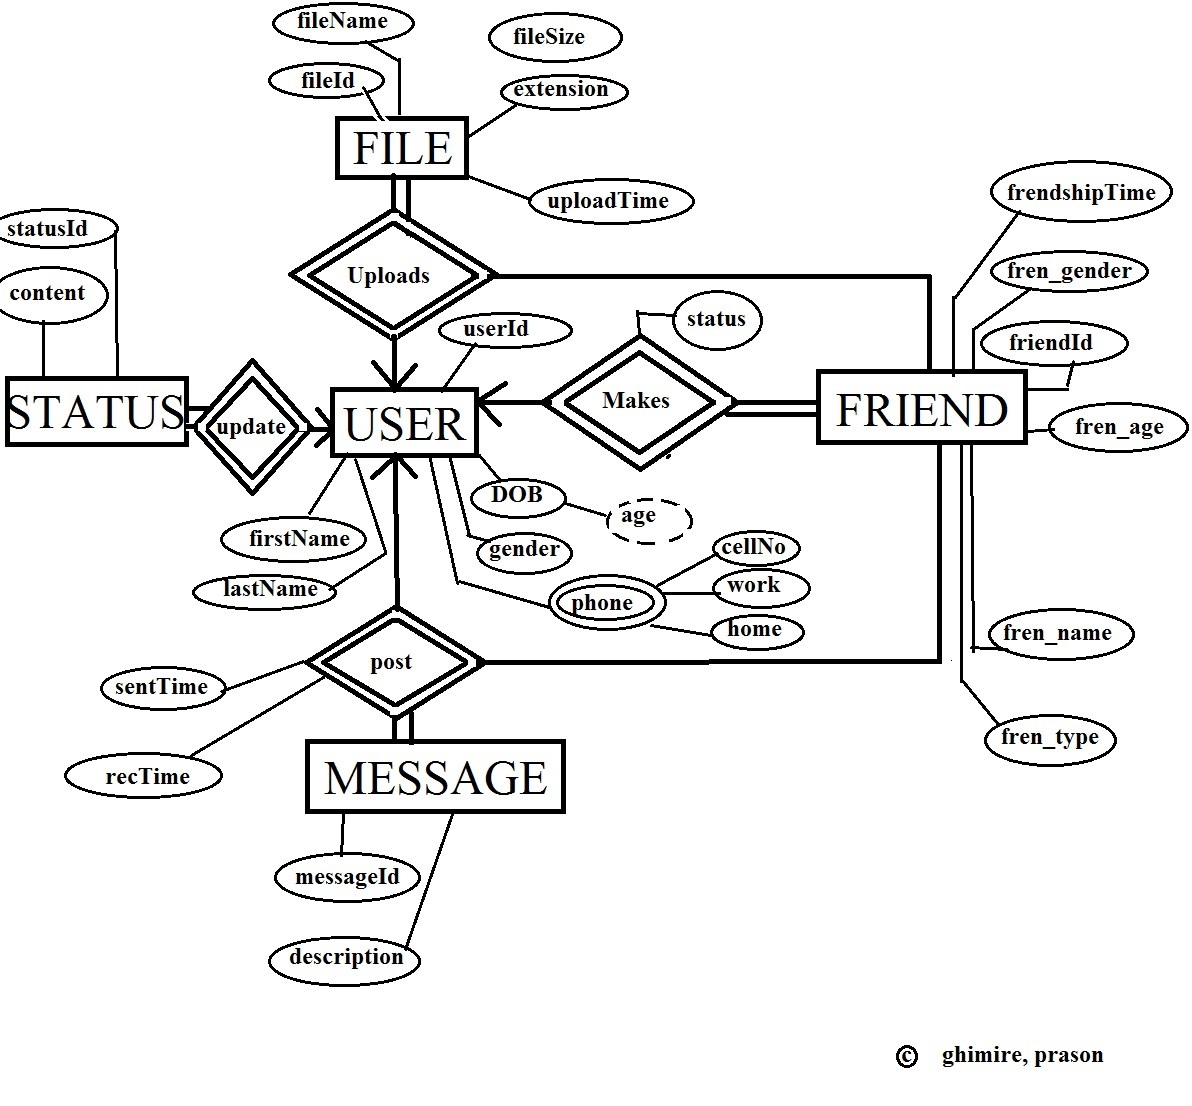 fileName
fileSize
fileId
extension
FILE
uploadTime
frendshipTime
statusId
Uploads
fren_gender
content
userId
status
friendId
STATUS
update
USER
Makes
FRIEND
fren_age
DOB
age
firstName
gender
cellNo
lastName
phone
work
home
fren_name
post
sentTime
recTime
fren_type
MESSAGE
messageId
description
© ghimire, prason